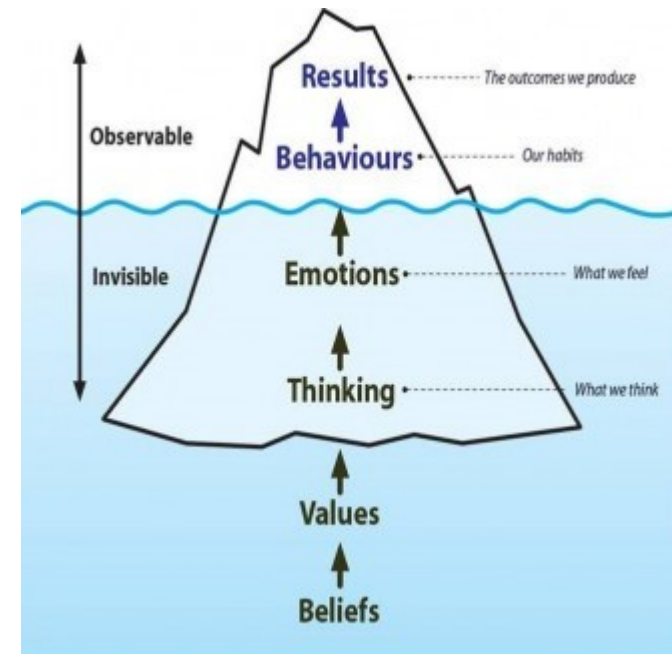 Results
The outcomes we produce
Observable
Behaviours
Our habits
Invisible
Emotions
What we feel
Thinking
What we think
Values
Beliefs